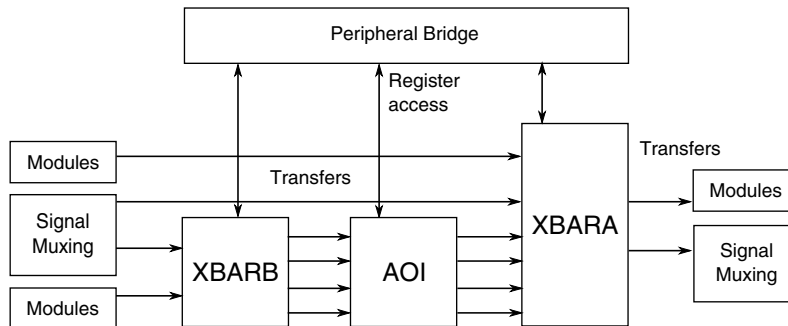 Peripheral Bridge
Register
access
Modules
Transfers
Transfers
Modules
Signal
Muxing
XBARB
AOI
XBARA
Signal
Muxing
Modules